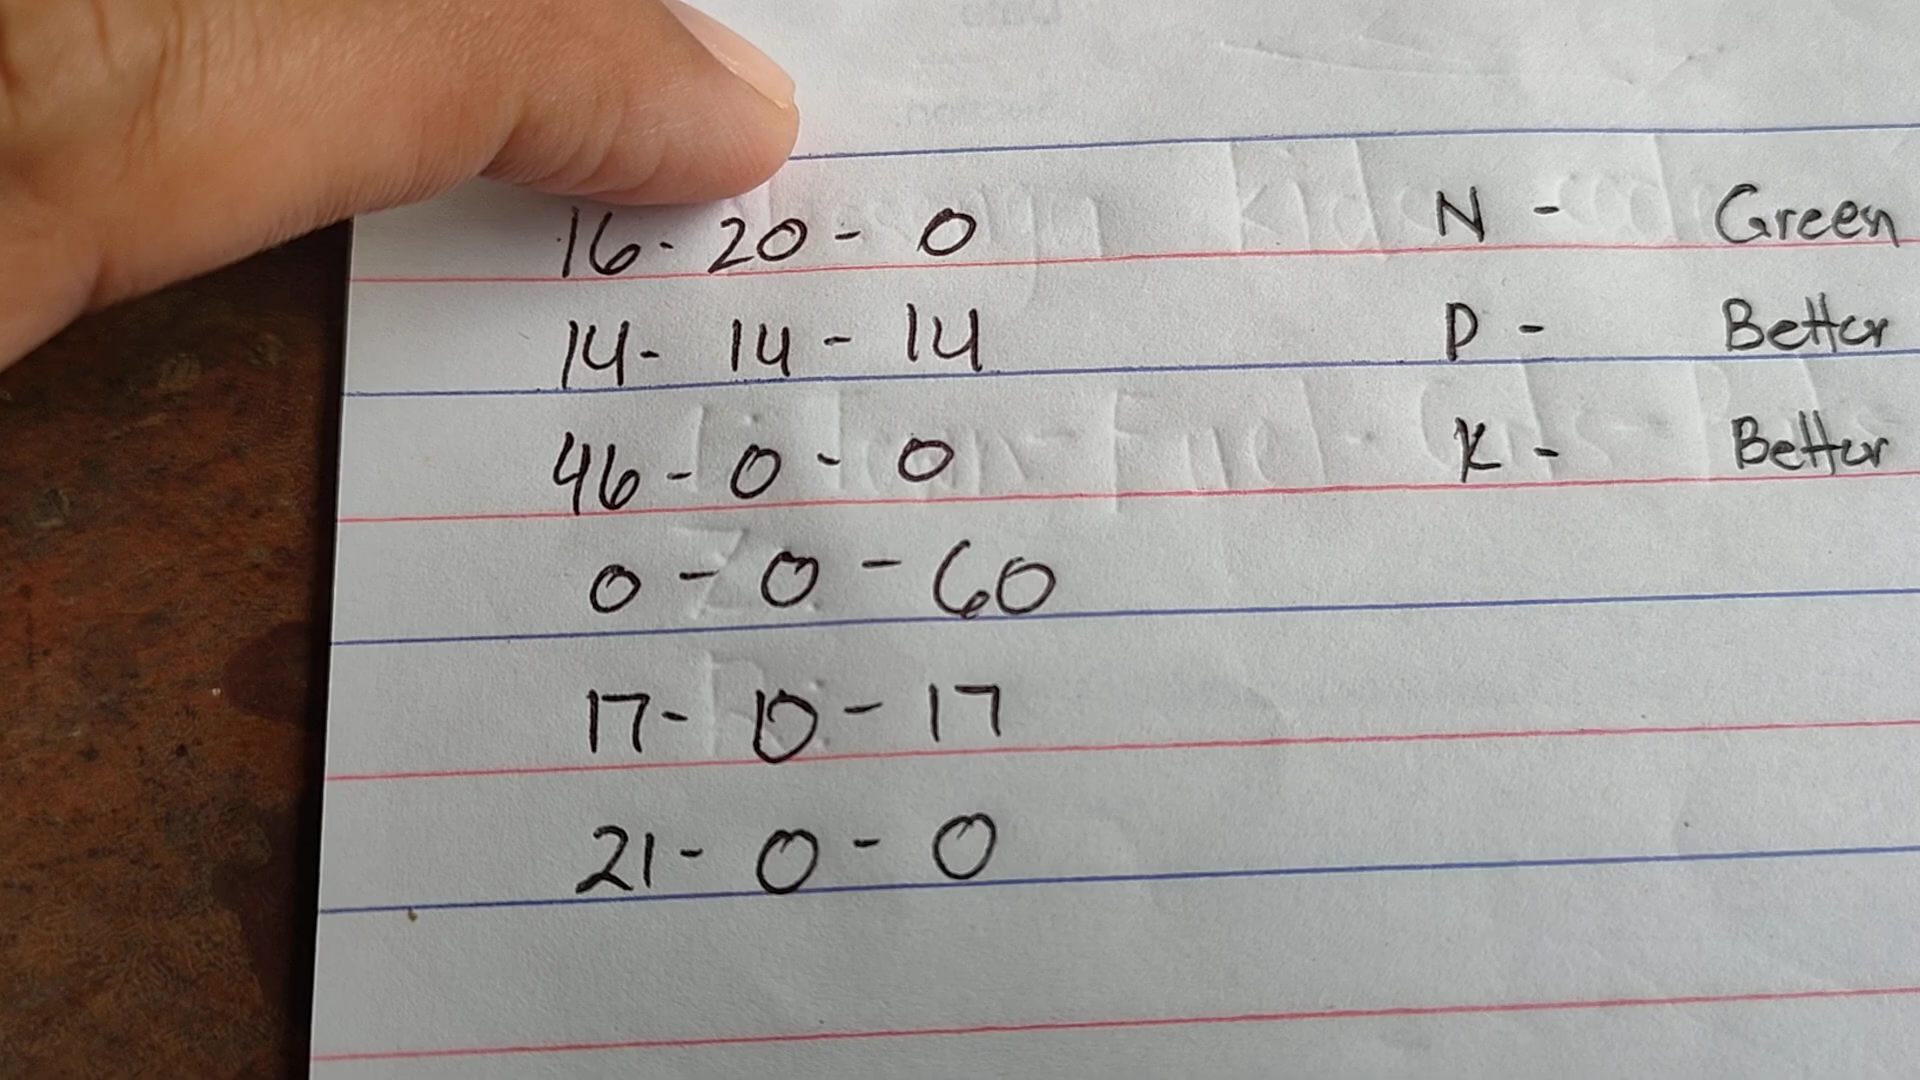 16 - 20 - 0 N - Green
14 - 14 - 14 P - Better
46 - 0 - 0 K - Better
0 - 0 - 60
17 - 10 - 17
21 - 0 - 0